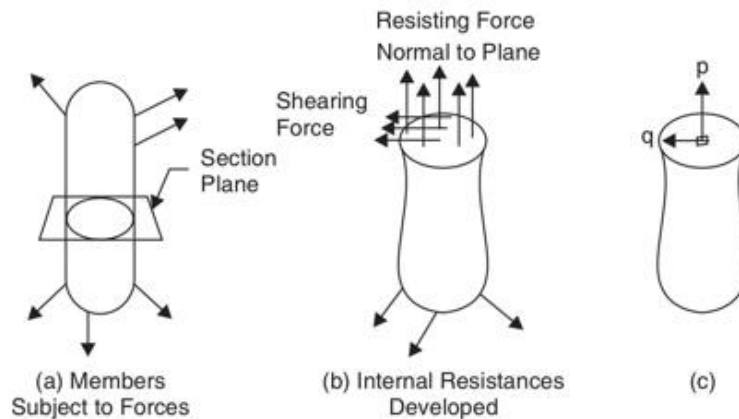 Resisting Force
Normal to Plane
Shearing
Force
Section
Plane
p
q
(a) Members
Subject to Forces
(b) Internal Resistances
Developed
(c)